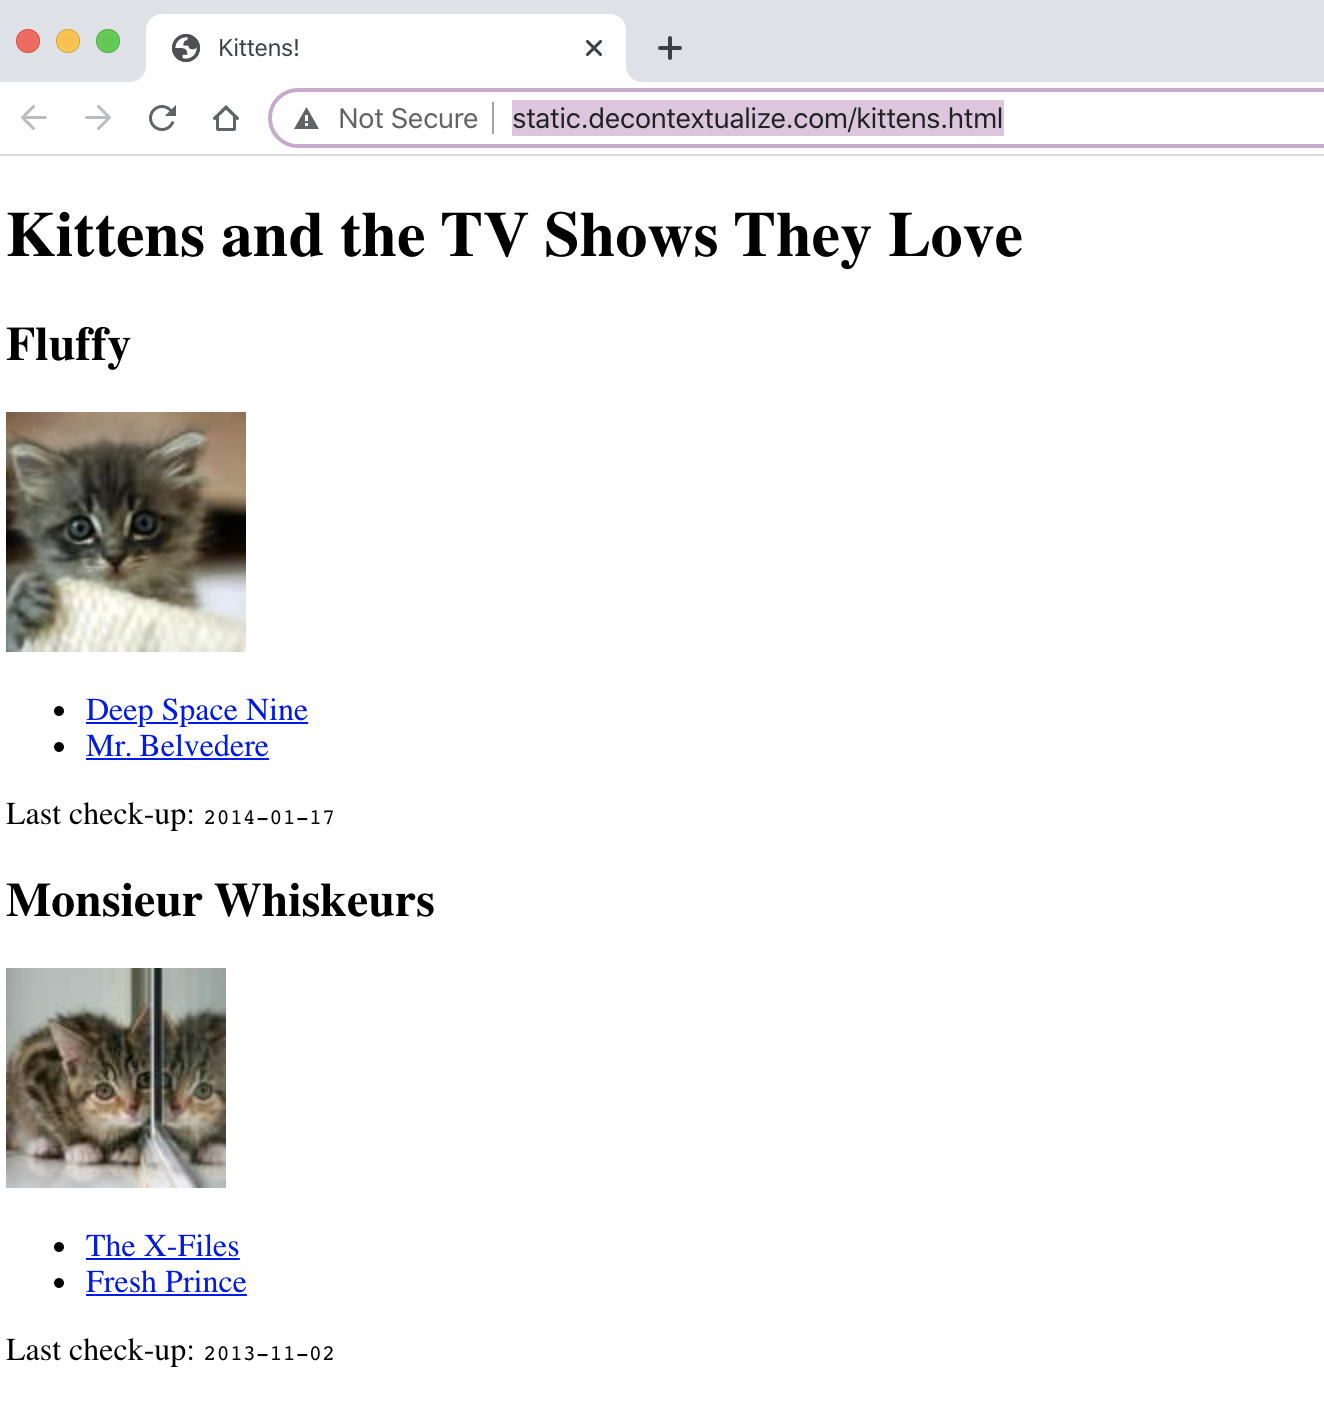 Kittens!
Not Secure static.decontextualize.com/kittens.html
Kittens and the TV Shows They Love
Fluffy
Deep Space Nine
Mr. Belvedere
Last check-up: 2014-01-17
Monsieur Whiskeurs
The X-Files
Fresh Prince
Last check-up: 2013-11-02